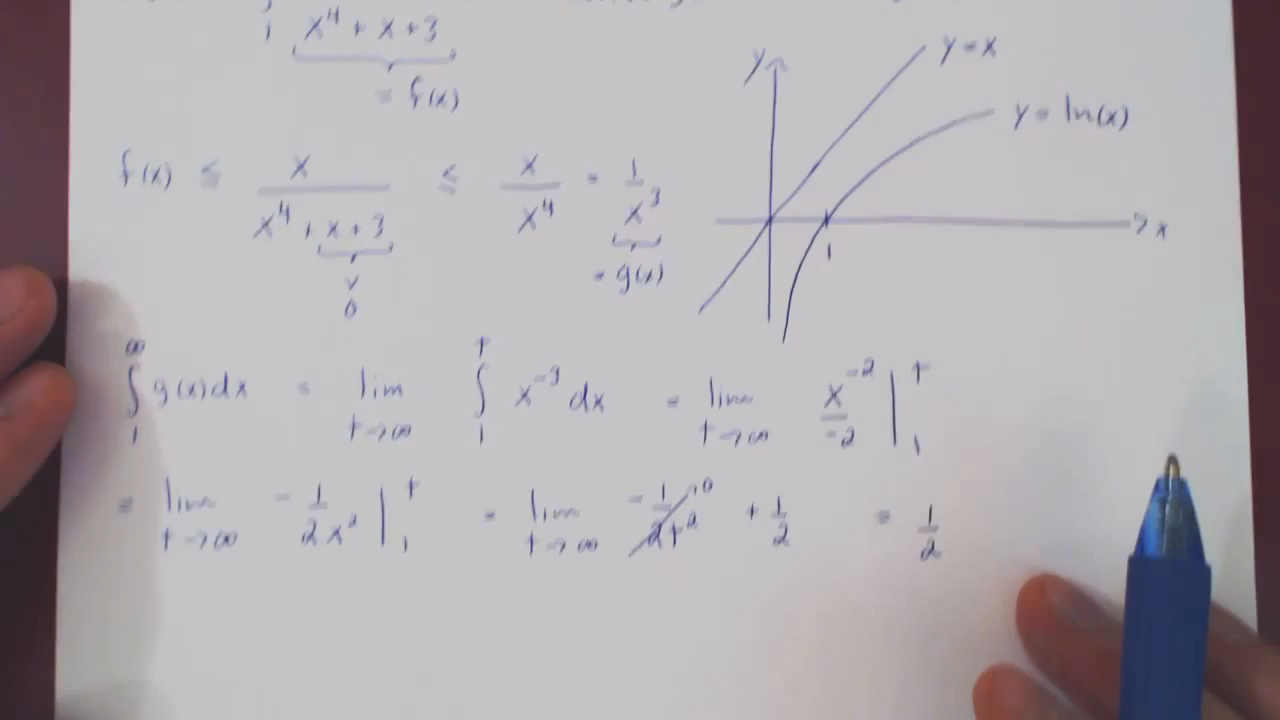 1 x⁴ + x + 3
= f(x)
f(x) ≤ x / (x⁴ + x + 3) ≤ x / x⁴ = 1 / x³
v
0
= g(x)
y
y = x
y = ln(x)
x
1
∫₁^∞ g(x)dx = lim t→∞ ∫₁^t x⁻³ dx = lim t→∞ x⁻² / -2 |₁^t
= lim t→∞ - 1 / 2x² |₁^t = lim t→∞ - 1 / 2t² →0 + 1/2 = 1/2